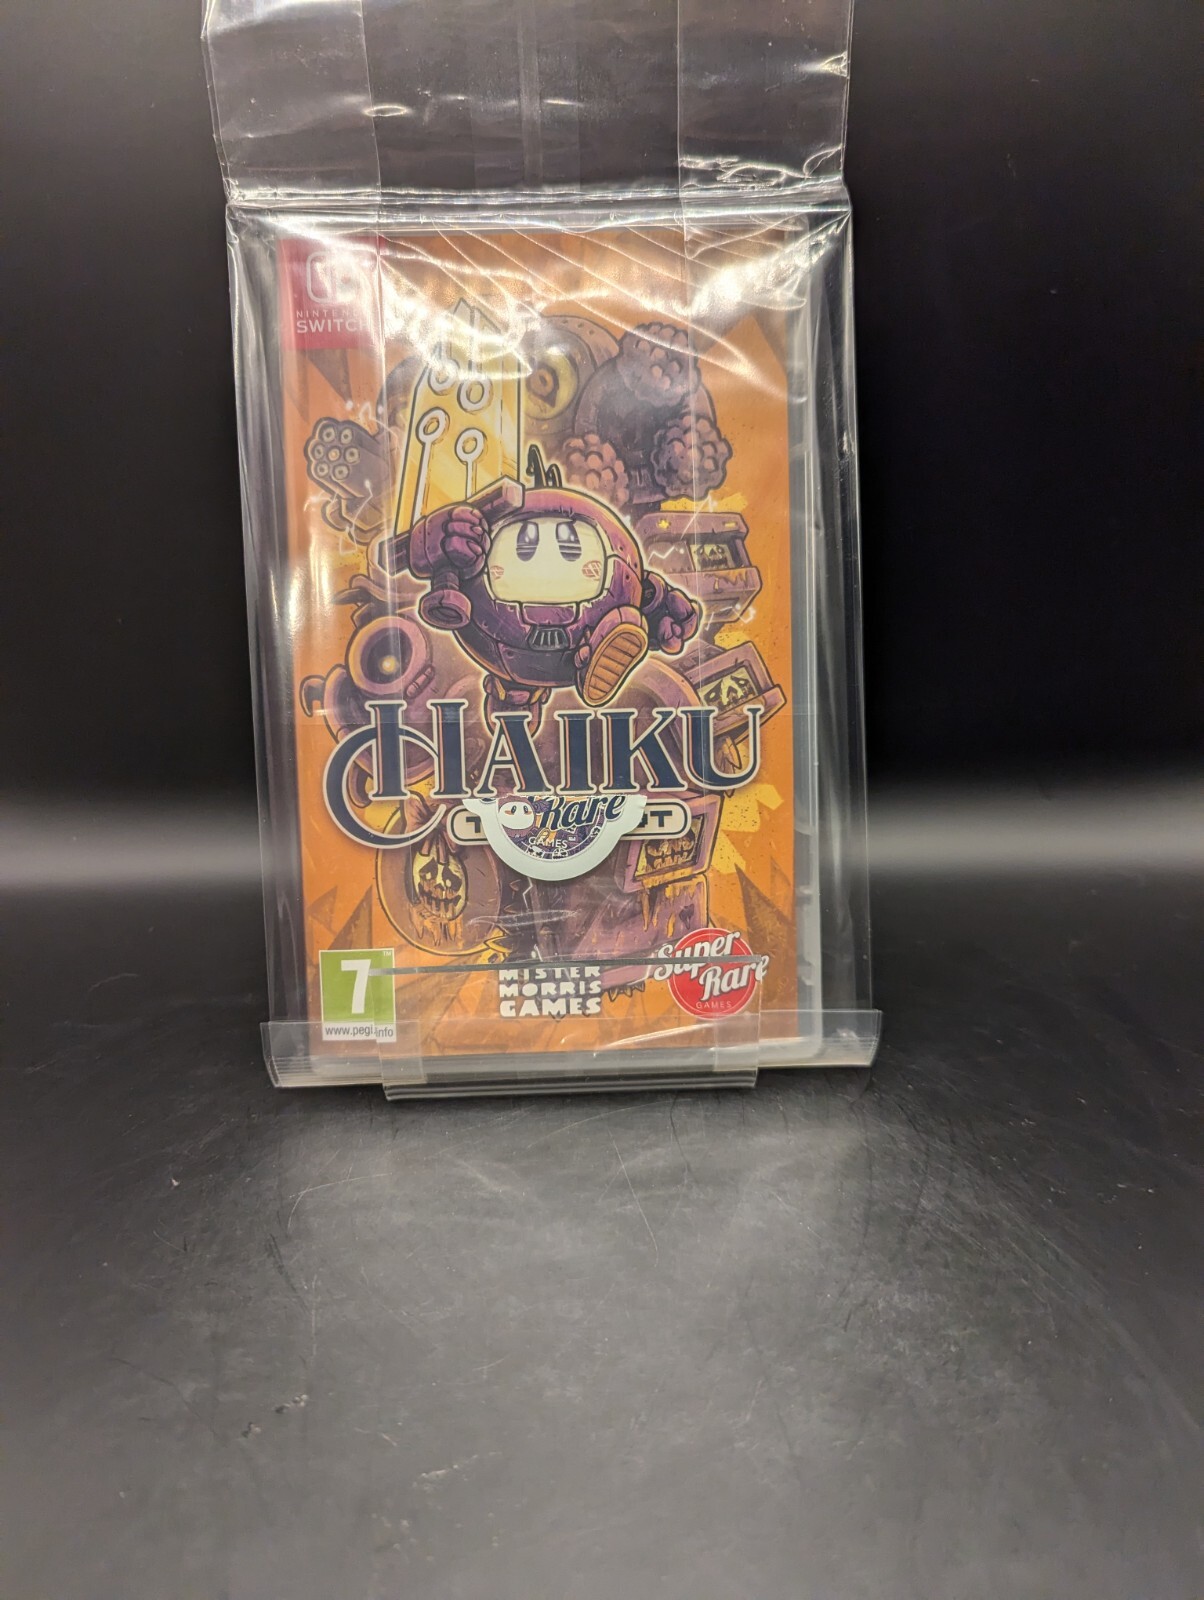 NINTENDO
SWITCH
HAIKU
Rare
GAMES
7
www.pegi.info
MISTER
MORRIS
GAMES
Super
Rare
GAMES